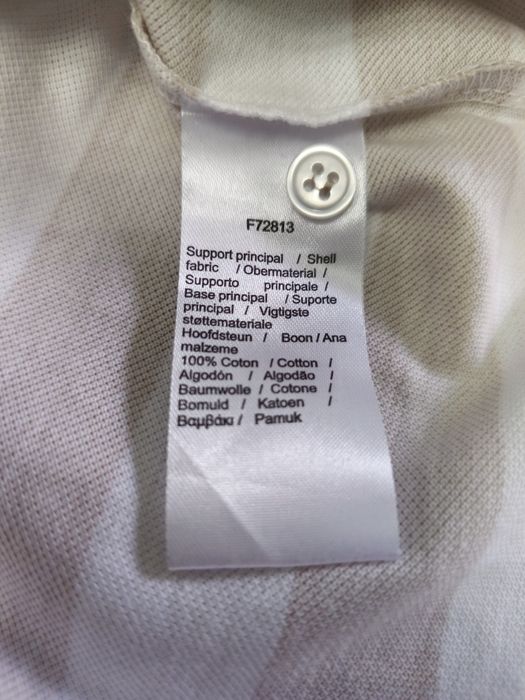 F72813
Support principal / Shell
fabric / Obermaterial /
Supporto principale /
Base principal / Suporte
principal / Vigtigste
støttemateriale
Hoofdsteun / Boon / Ana
malzeme
100% Coton / Cotton /
Algodón / Algodão /
Baumwolle / Cotone /
Bomuld / Katoen /
Βαμβάκι / Pamuk